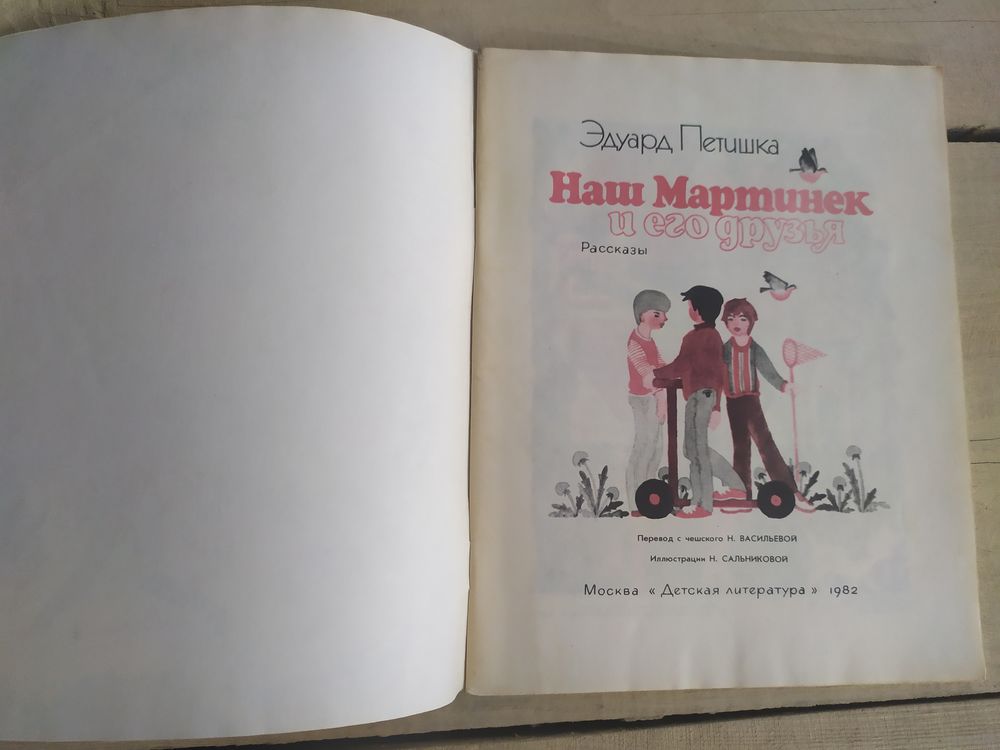 Эдуард Петишка
Наш Мартинек
и его друзья
Рассказы
Перевод с чешского Н. ВАСИЛЬЕВОЙ
Иллюстрации Н. САЛЬНИКОВОЙ
Москва « Детская литература » 1982